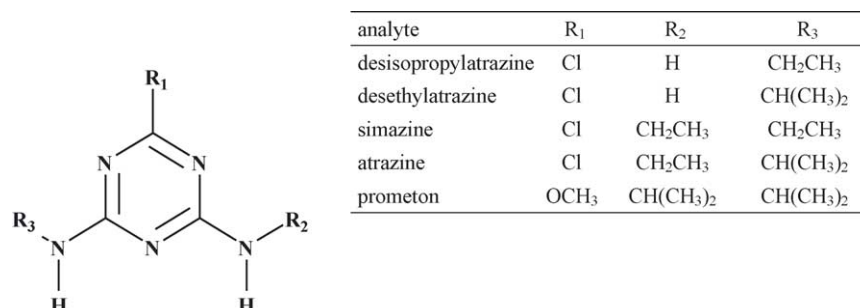 analyte R₁ R₂ R₃
desisopropylatrazine Cl H CH₂CH₃
desethylatrazine Cl H CH(CH₃)₂
simazine Cl CH₂CH₃ CH₂CH₃
atrazine Cl CH₂CH₃ CH(CH₃)₂
prometon OCH₃ CH(CH₃)₂ CH(CH₃)₂
R₁
N N
R₃ R₂
N N N
H H